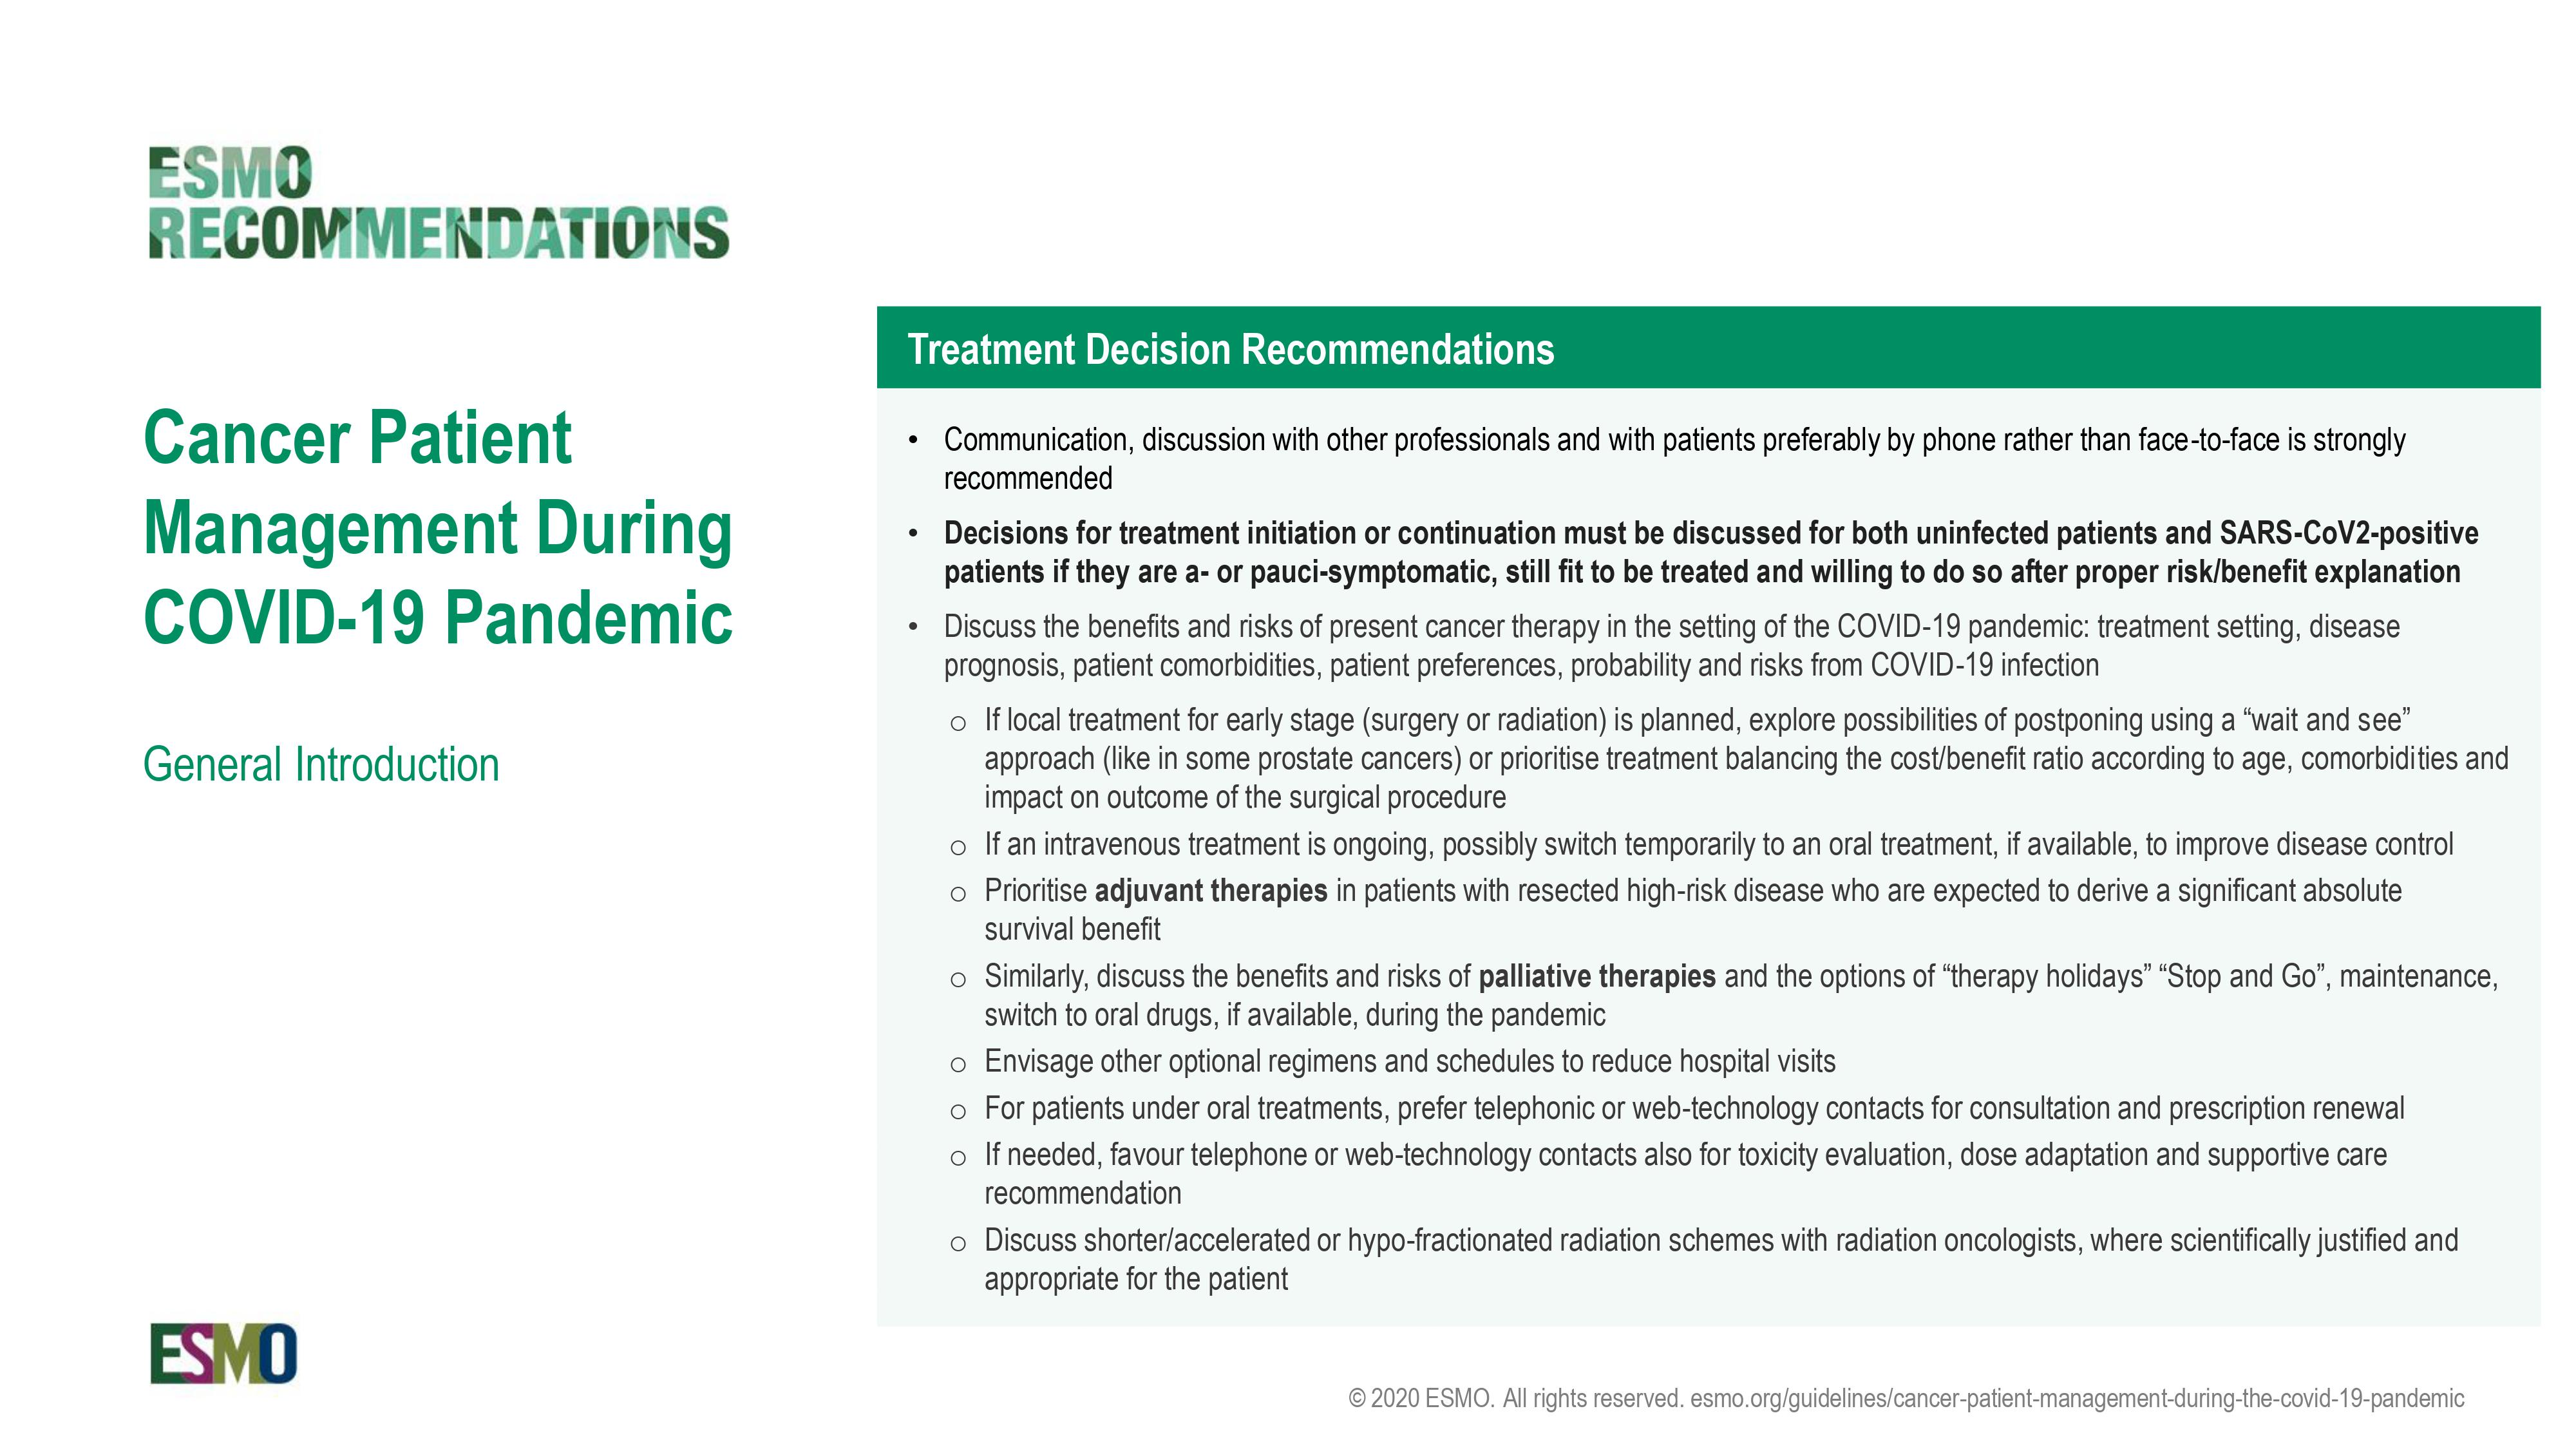 ESMO
RECOMMENDATIONS
Cancer Patient
Management During
COVID-19 Pandemic
General Introduction
Treatment Decision Recommendations
• Communication, discussion with other professionals and with patients preferably by phone rather than face-to-face is strongly
recommended
• Decisions for treatment initiation or continuation must be discussed for both uninfected patients and SARS-CoV2-positive
patients if they are a- or pauci-symptomatic, still fit to be treated and willing to do so after proper risk/benefit explanation
• Discuss the benefits and risks of present cancer therapy in the setting of the COVID-19 pandemic: treatment setting, disease
prognosis, patient comorbidities, patient preferences, probability and risks from COVID-19 infection
o If local treatment for early stage (surgery or radiation) is planned, explore possibilities of postponing using a “wait and see”
approach (like in some prostate cancers) or prioritise treatment balancing the cost/benefit ratio according to age, comorbidities and
impact on outcome of the surgical procedure
o If an intravenous treatment is ongoing, possibly switch temporarily to an oral treatment, if available, to improve disease control
o Prioritise adjuvant therapies in patients with resected high-risk disease who are expected to derive a significant absolute
survival benefit
o Similarly, discuss the benefits and risks of palliative therapies and the options of “therapy holidays” “Stop and Go”, maintenance,
switch to oral drugs, if available, during the pandemic
o Envisage other optional regimens and schedules to reduce hospital visits
o For patients under oral treatments, prefer telephonic or web-technology contacts for consultation and prescription renewal
o If needed, favour telephone or web-technology contacts also for toxicity evaluation, dose adaptation and supportive care
recommendation
o Discuss shorter/accelerated or hypo-fractionated radiation schemes with radiation oncologists, where scientifically justified and
appropriate for the patient
ESMO
© 2020 ESMO. All rights reserved. esmo.org/guidelines/cancer-patient-management-during-the-covid-19-pandemic